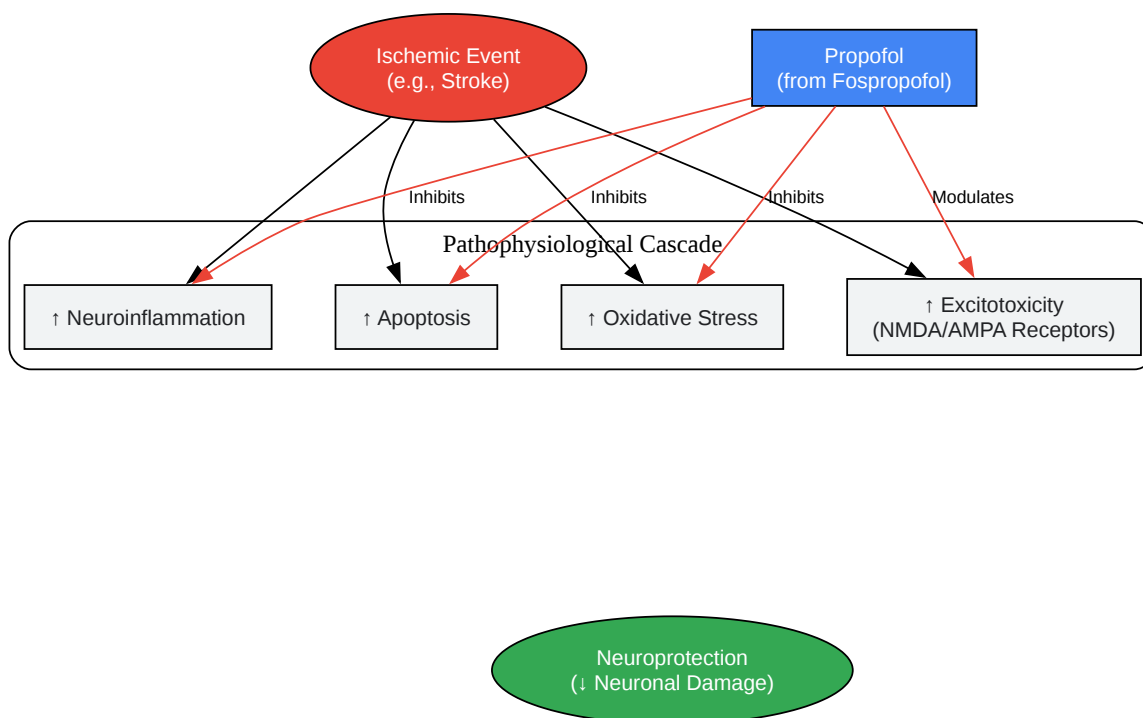 Ischemic Event
(e.g., Stroke)
Propofol
(from Fospropofol)
Inhibits
Inhibits
Inhibits
Modulates
Pathophysiological Cascade
↑ Neuroinflammation
↑ Apoptosis
↑ Oxidative Stress
↑ Excitotoxicity
(NMDA/AMPA Receptors)
Neuroprotection
(↓ Neuronal Damage)